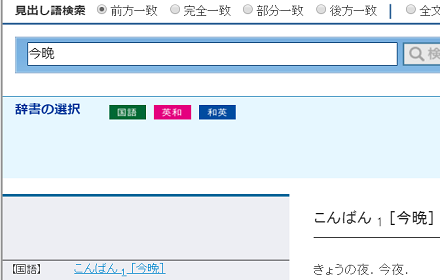 見出し語検索 前方一致 完全一致 部分一致 後方一致 全文
今晩 検
辞書の選択 国語 英和 和英
こんばん 1 [今晩]
【国語】 こんばん 1 [今晩]
きょうの夜．今夜．